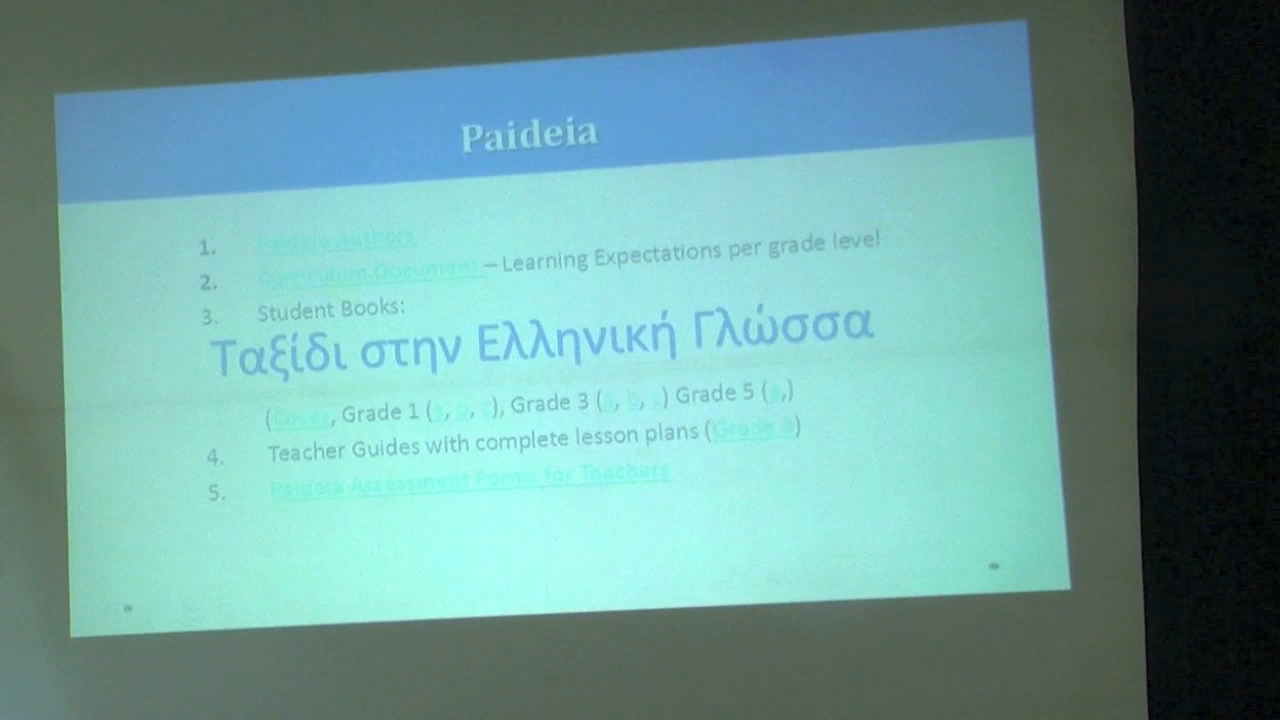 Paideia
1. Paideia Authors
2. Curriculum Document – Learning Expectations per grade level
3. Student Books:
Ταξίδι στην Ελληνική Γλώσσα
(Cover, Grade 1 (a, b, c), Grade 3 (a, b, c) Grade 5 (a,)
4. Teacher Guides with complete lesson plans (Grade 3)
5. Paideia Assessment Forms for Teachers